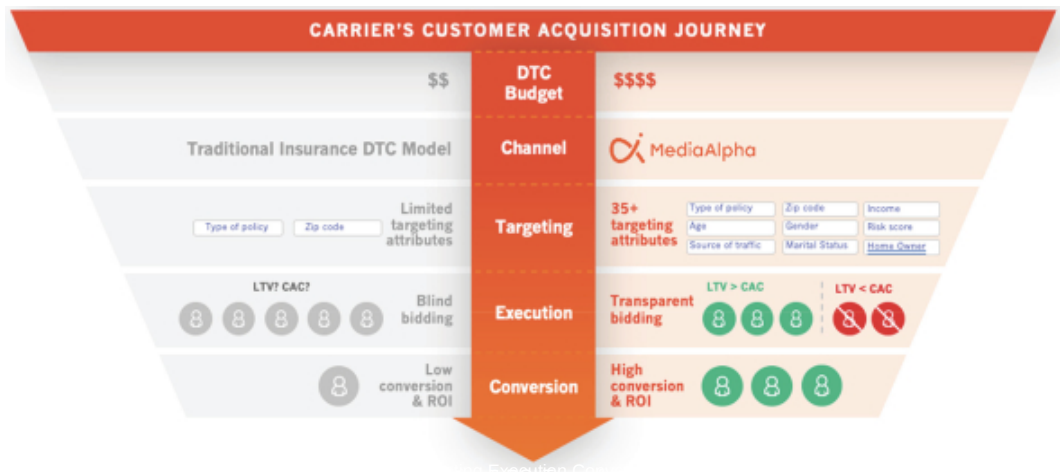 CARRIER'S CUSTOMER ACQUISITION JOURNEY
$$
DTC
Budget
$$$$
Traditional Insurance DTC Model
Channel
MediaAlpha
Type of policy
Zip code
Limited
targeting
attributes
Targeting
35+
targeting
attributes
Type of policy
Zip code
Income
Age
Gender
Risk score
Source of traffic
Marital Status
Home Owner
LTV? CAC?
Blind
bidding
Execution
Transparent
bidding
LTV > CAC
LTV < CAC
Low
conversion
& ROI
Conversion
High
conversion
& ROI
Execution